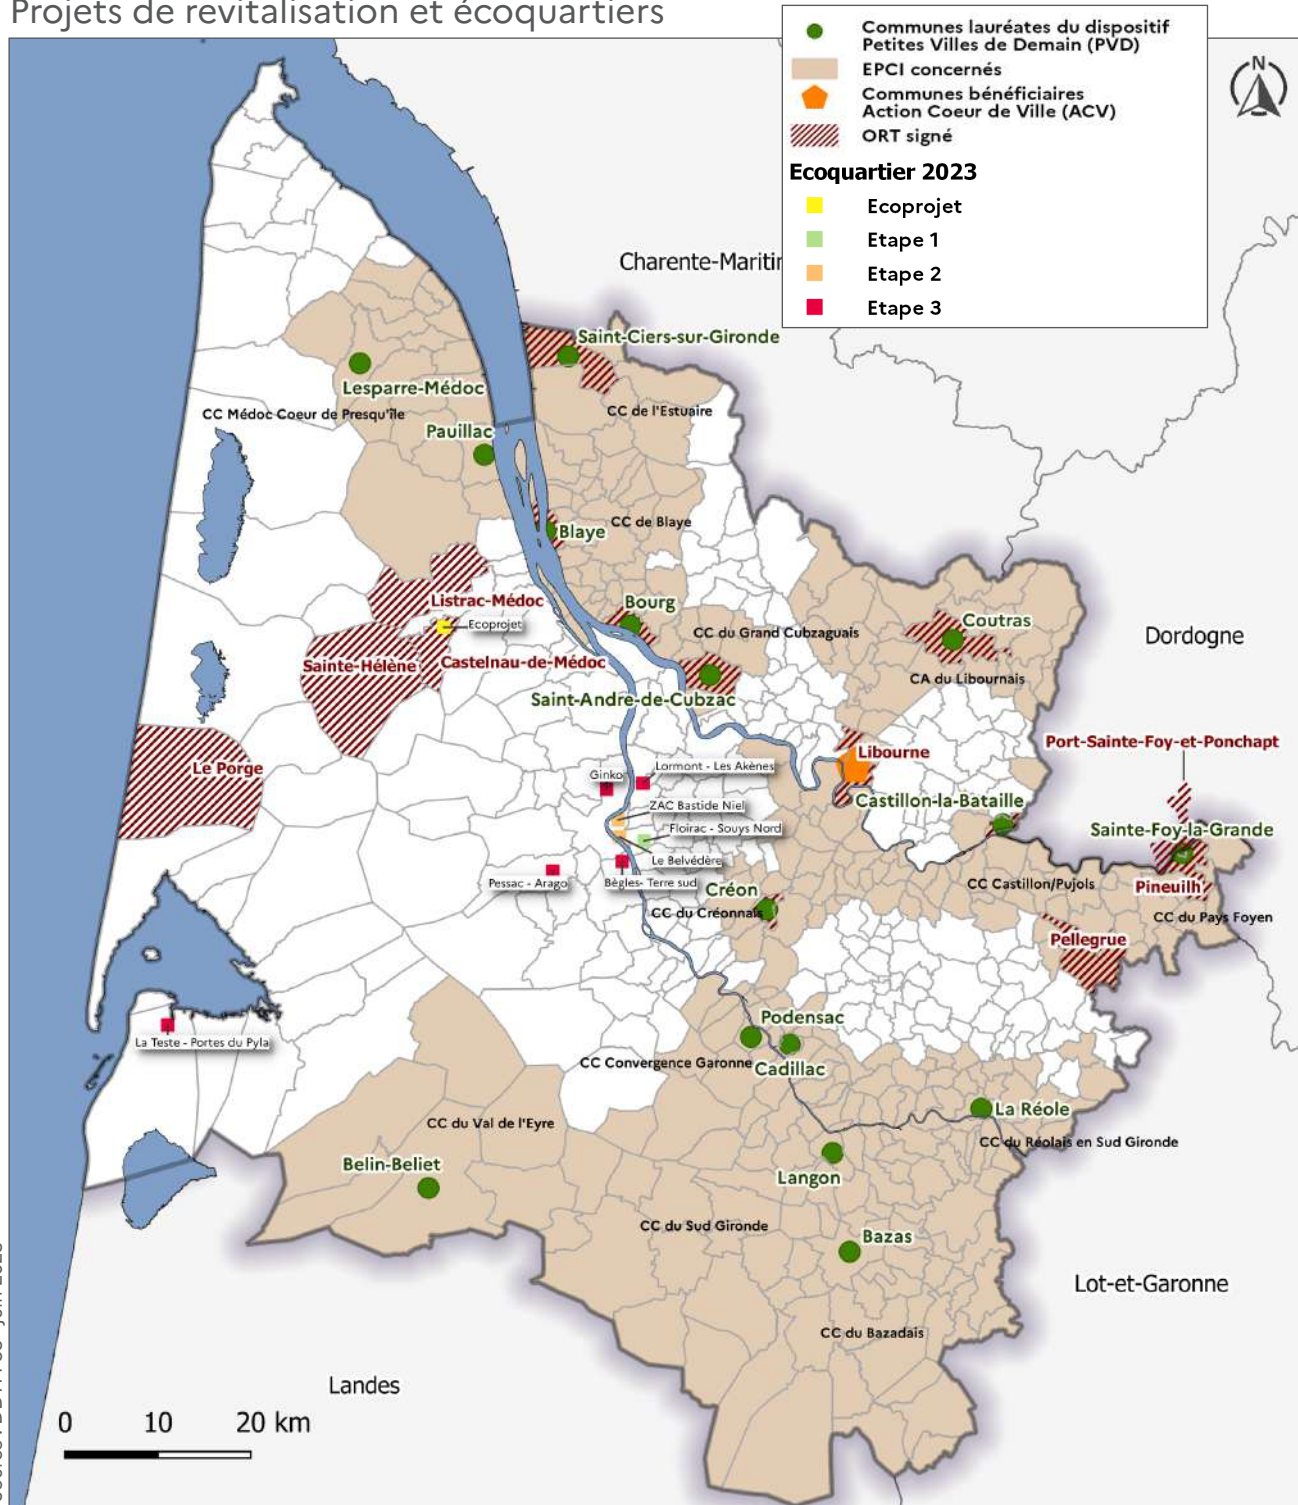 Projets de revitalisation et écoquartiers
Communes lauréates du dispositif
Petites Villes de Demain (PVD)
EPCI concernés
Communes bénéficiaires
Action Coeur de Ville (ACV)
ORT signé
Ecoquartier 2023
Ecoprojet
Etape 1
Etape 2
Etape 3
N
Charente-Maritim
Saint-Ciers-sur-Gironde
Lesparre-Médoc
CC Médoc Coeur de Presqu'île
CC de l'Estuaire
Pauillac
CC de Blaye
Blaye
Listrac-Médoc
Bourg
Ecoprojet
CC du Grand Cubzaguais
Coutras
Dordogne
Sainte-Hélène
Castelnau-de-Médoc
CA du Libournais
Saint-Andre-de-Cubzac
Port-Sainte-Foy-et-Ponchapt
Libourne
Le Porge
Lormont - Les Akènes
Ginko
Castillon-la-Bataille
ZAC Bastide Niel
Floirac - Souys Nord
Sainte-Foy-la-Grande
Le Belvédère
Pessac - Arago
Bègles- Terre sud
Créon
CC Castillon/Pujols
Pineuilh
CC du Créonnais
CC du Pays Foyen
Pellegrue
Podensac
La Teste - Portes du Pyla
CC Convergence Garonne
Cadillac
La Réole
CC du Val de l'Eyre
CC du Réolais en Sud Gironde
Belin-Beliet
Langon
CC du Sud Gironde
Bazas
Lot-et-Garonne
CC du Bazadais
Landes
0 10 20 km